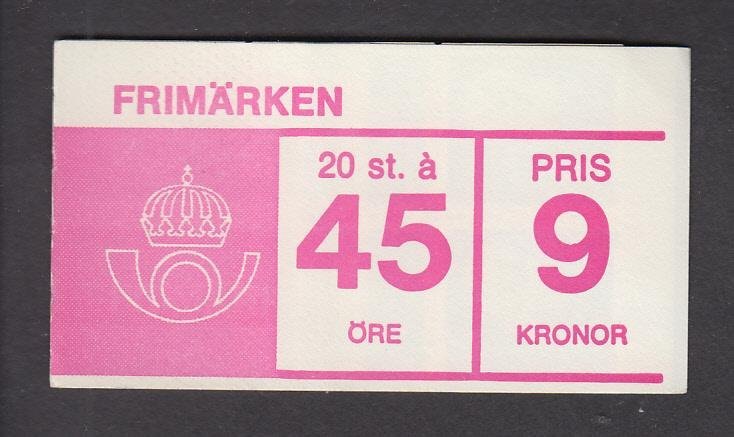 FRIMÄRKEN
20 st. à
45
ÖRE
PRIS
9
KRONOR